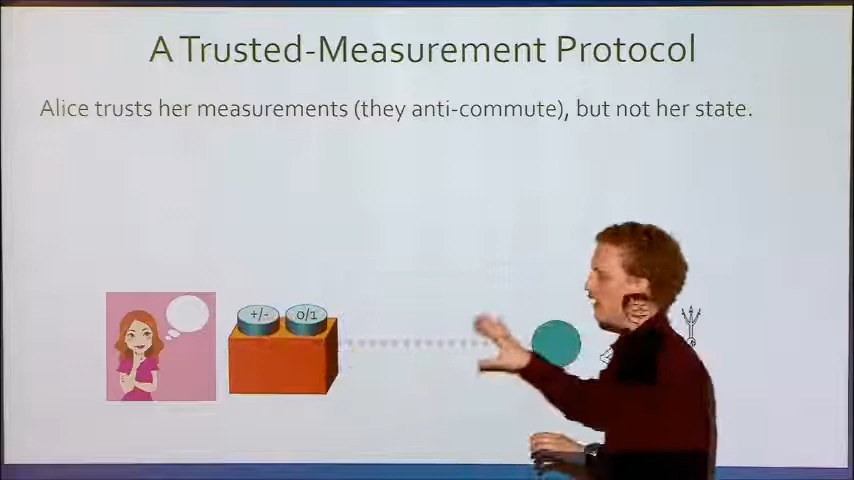 A Trusted-Measurement Protocol
Alice trusts her measurements (they anti-commute), but not her state.
+/- 0/1